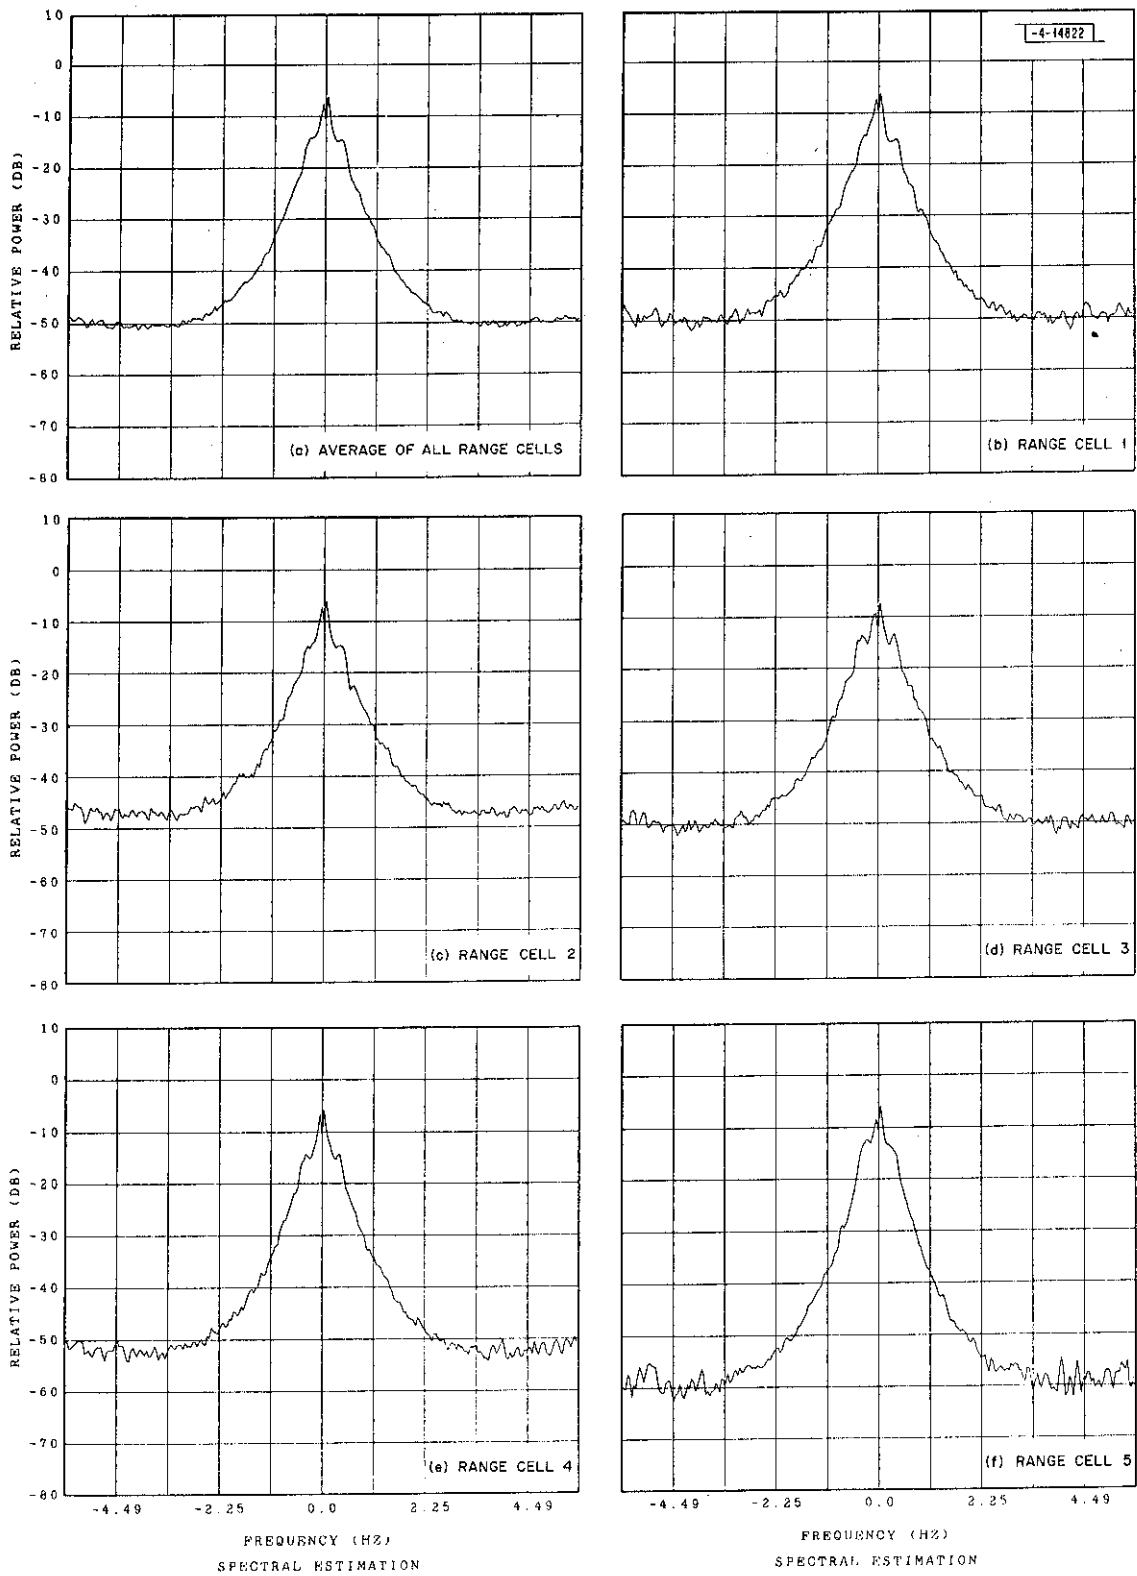 -4-14822
10
0
-10
-20
-30
-40
-50
-60
-70
-80
RELATIVE POWER (DB)
(a) AVERAGE OF ALL RANGE CELLS
(b) RANGE CELL 1
10
0
-10
-20
-30
-40
-50
-60
-70
-80
RELATIVE POWER (DB)
(c) RANGE CELL 2
(d) RANGE CELL 3
10
0
-10
-20
-30
-40
-50
-60
-70
-80
RELATIVE POWER (DB)
(e) RANGE CELL 4
(f) RANGE CELL 5
-4.49 -2.25 0.0 2.25 4.49
-4.49 -2.25 0.0 2.25 4.49
FREQUENCY (HZ)
SPECTRAL ESTIMATION
FREQUENCY (HZ)
SPECTRAL ESTIMATION